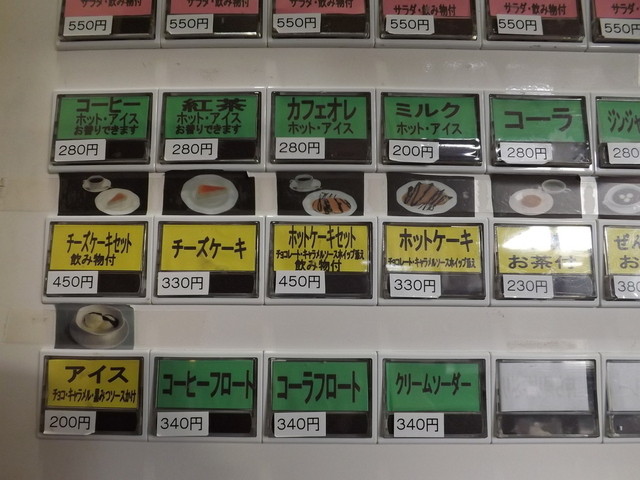 サラダ・飲み物付
サラダ・飲み物付
サラダ・飲み物付
サラダ・飲み物付
サラダ・飲み物付
550円
550円
550円
550円
550円
550円
コーヒー
ホット・アイス
お替りできます
280円
紅茶
ホット・アイス
お替りできます
280円
カフェオレ
ホット・アイス
280円
ミルク
ホット・アイス
200円
コーラ
280円
ジンジャ
280
チーズケーキセット
飲み物付
450円
チーズケーキ
330円
ホットケーキセット
チョコレート・キャラメルソースホイップ添え
飲み物付
450円
ホットケーキ
チョコレート・キャラメルソースホイップ添え
330円
お茶付
230円
ぜん
380
アイス
チョコ・キャラメル・黒みつソースかけ
200円
コーヒーフロート
340円
コーラフロート
340円
クリームソーダー
340円